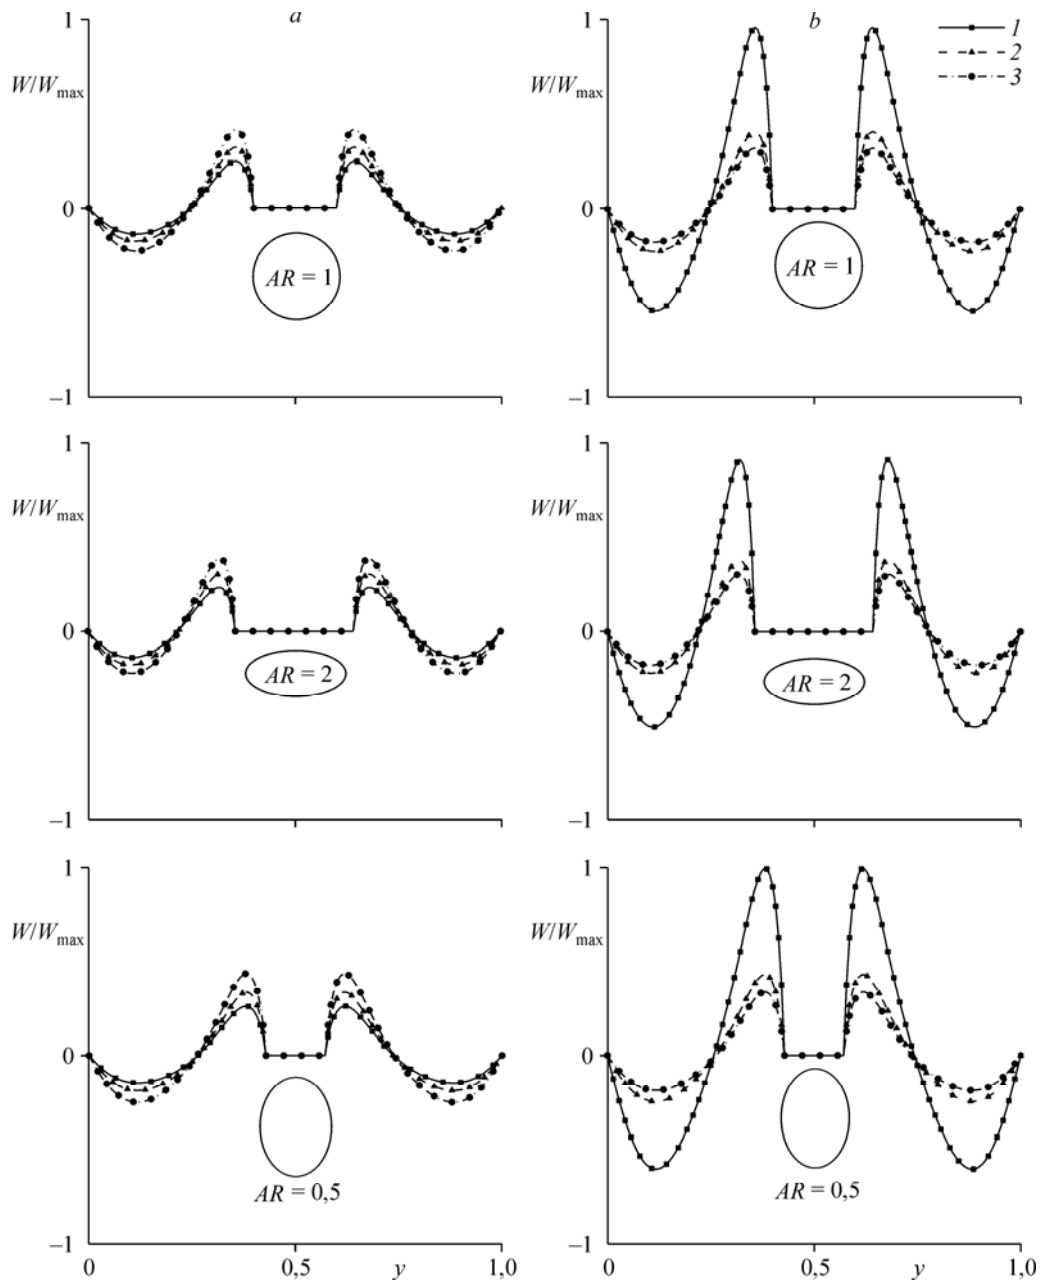 a
b
1
1
1
2
3
W/Wmax
W/Wmax
0
0
AR = 1
AR = 1
–1
–1
1
1
W/Wmax
W/Wmax
0
0
AR = 2
AR = 2
–1
–1
1
1
W/Wmax
W/Wmax
0
0
AR = 0,5
AR = 0,5
–1
–1
0 0,5 y 1,0
0 0,5 y 1,0